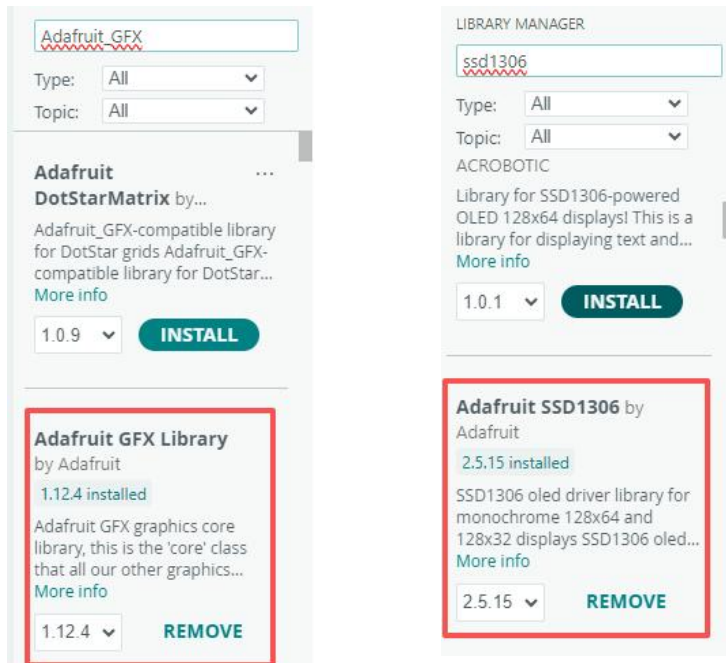 Adafruit_GFX
Type: All
Topic: All
Adafruit ...
DotStarMatrix by...
Adafruit_GFX-compatible library
for DotStar grids Adafruit_GFX-
compatible library for DotStar...
More info
1.0.9 INSTALL
Adafruit GFX Library
by Adafruit
1.12.4 installed
Adafruit GFX graphics core
library, this is the 'core' class
that all our other graphics...
More info
1.12.4 REMOVE
LIBRARY MANAGER
ssd1306
Type: All
Topic: All
ACROBOTIC
Library for SSD1306-powered
OLED 128x64 displays! This is a
library for displaying text and...
More info
1.0.1 INSTALL
Adafruit SSD1306 by
Adafruit
2.5.15 installed
SSD1306 oled driver library for
monochrome 128x64 and
128x32 displays SSD1306 oled...
More info
2.5.15 REMOVE